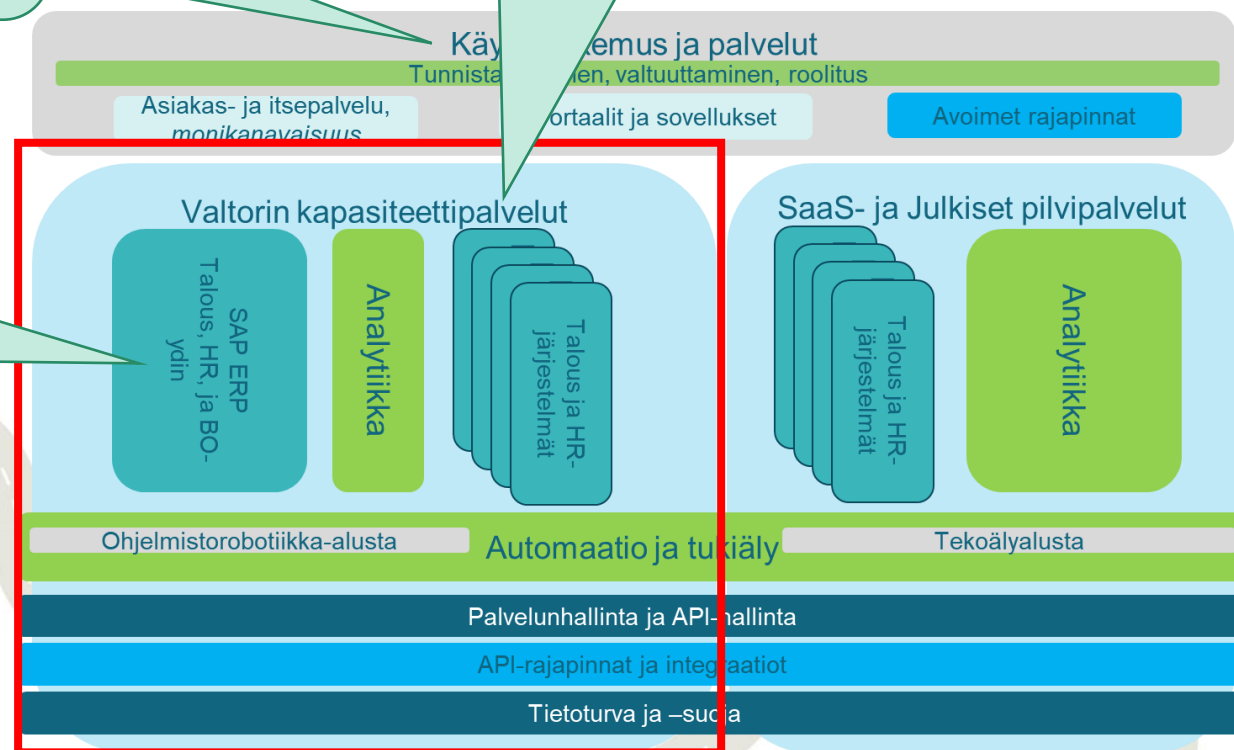 Käy emus ja palvelut
Tunnista nen, valtuuttaminen, roolitus
Asiakas- ja itsepalvelu,
monikanavaisuus
ortaalit ja sovellukset
Avoimet rajapinnat
Valtorin kapasiteettipalvelut
SaaS- ja Julkiset pilvipalvelut
SAP ERP
Talous, HR, ja BO-
ydin
Analytiikka
Talous ja HR-
järjestelmät
Talous ja HR-
järjestelmät
Analytiikka
Ohjelmistorobotiikka-alusta
Automaatio ja tukiäly
Tekoälyalusta
Palvelunhallinta ja API-hallinta
API-rajapinnat ja integraatiot
Tietoturva ja –suoja